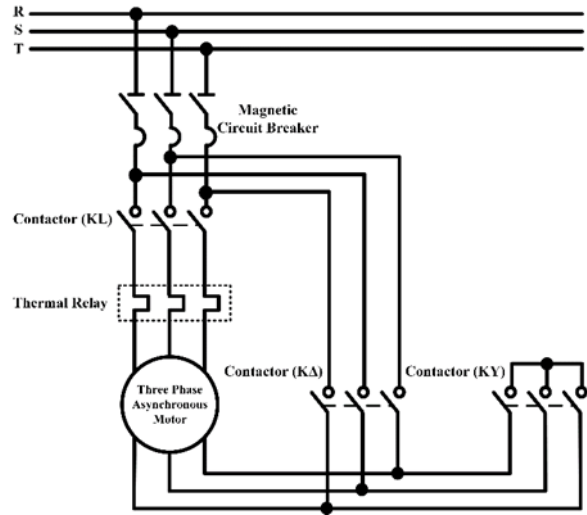 R
S
T
Magnetic
Circuit Breaker
Contactor (KL)
Thermal Relay
Three Phase
Asynchronous
Motor
Contactor (KΔ)
Contactor (KY)